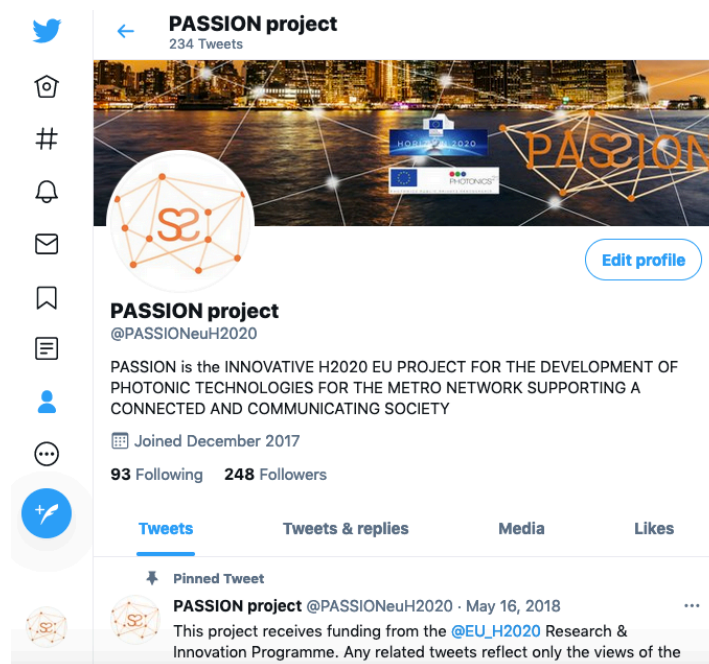 PASSION project
234 Tweets
HORIZON 2020
PASSION
PHOTONICS
Edit profile
PASSION project
@PASSIONeuH2020
PASSION is the INNOVATIVE H2020 EU PROJECT FOR THE DEVELOPMENT OF
PHOTONIC TECHNOLOGIES FOR THE METRO NETWORK SUPPORTING A
CONNECTED AND COMMUNICATING SOCIETY
Joined December 2017
93 Following 248 Followers
Tweets Tweets & replies Media Likes
Pinned Tweet
PASSION project @PASSIONeuH2020 · May 16, 2018 ···
This project receives funding from the @EU_H2020 Research &
Innovation Programme. Any related tweets reflect only the views of the